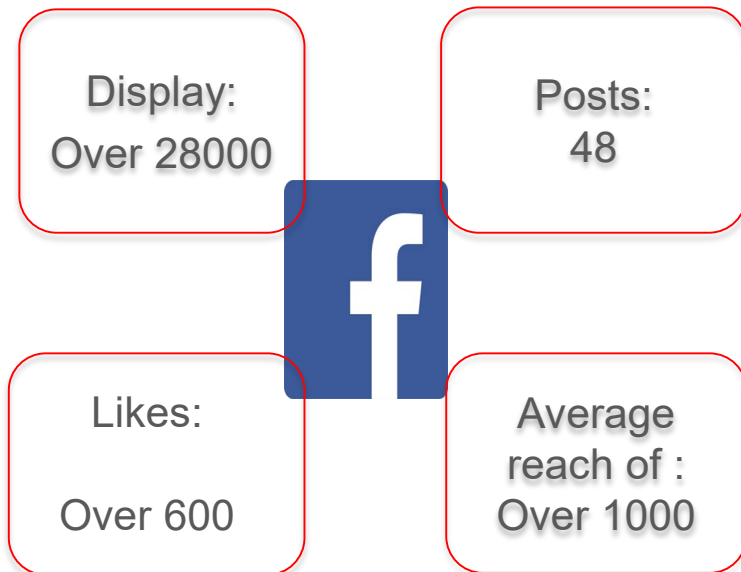 Display:
Over 28000
Posts:
48
f
Likes:
Over 600
Average
reach of :
Over 1000